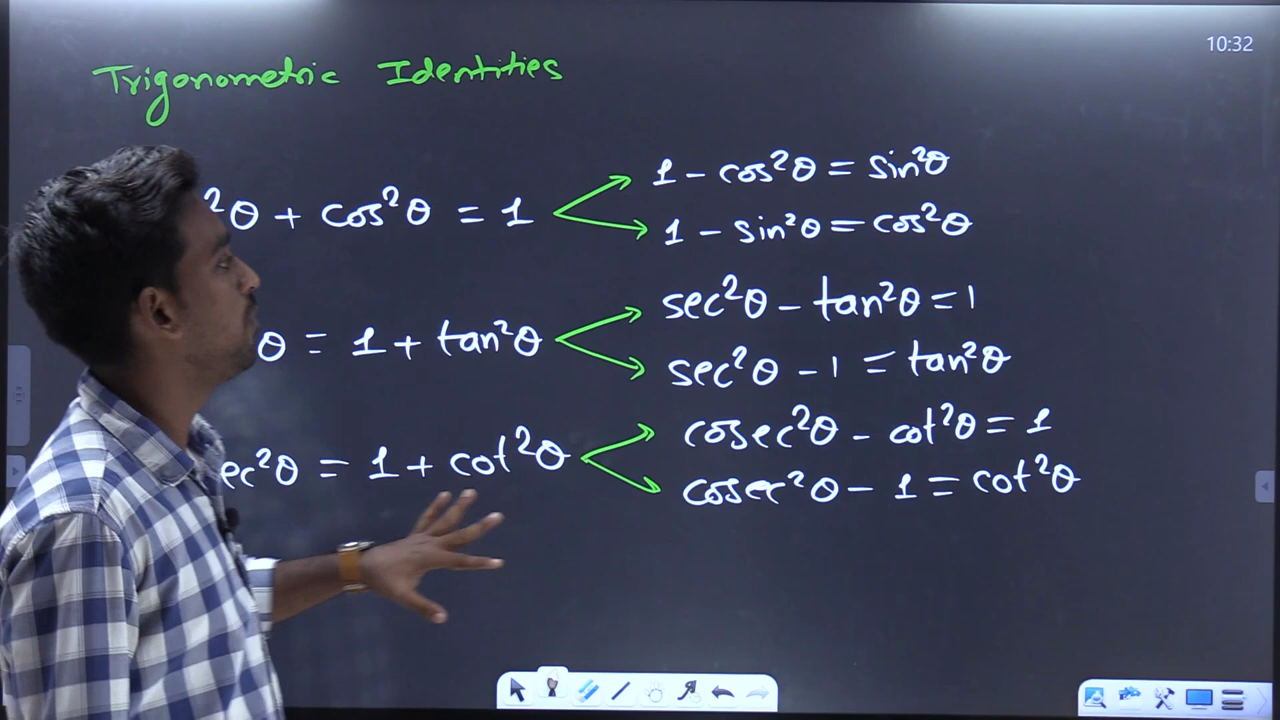 10:32
Trigonometric Identities
²θ + cos²θ = 1
1 - cos²θ = sin²θ
1 - sin²θ = cos²θ
θ = 1 + tan²θ
sec²θ - tan²θ = 1
sec²θ - 1 = tan²θ
ec²θ = 1 + cot²θ
cosec²θ - cot²θ = 1
cosec²θ - 1 = cot²θ